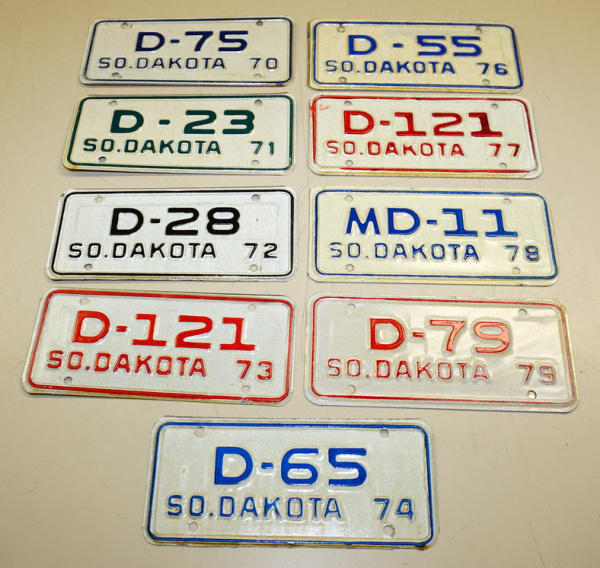 D-75
SO.DAKOTA 70
D-55
SO.DAKOTA 76
D-23
SO.DAKOTA 71
D-121
SO.DAKOTA 77
D-28
SO.DAKOTA 72
MD-11
SO.DAKOTA 78
D-121
SO.DAKOTA 73
D-79
SO.DAKOTA 79
D-65
SO.DAKOTA 74